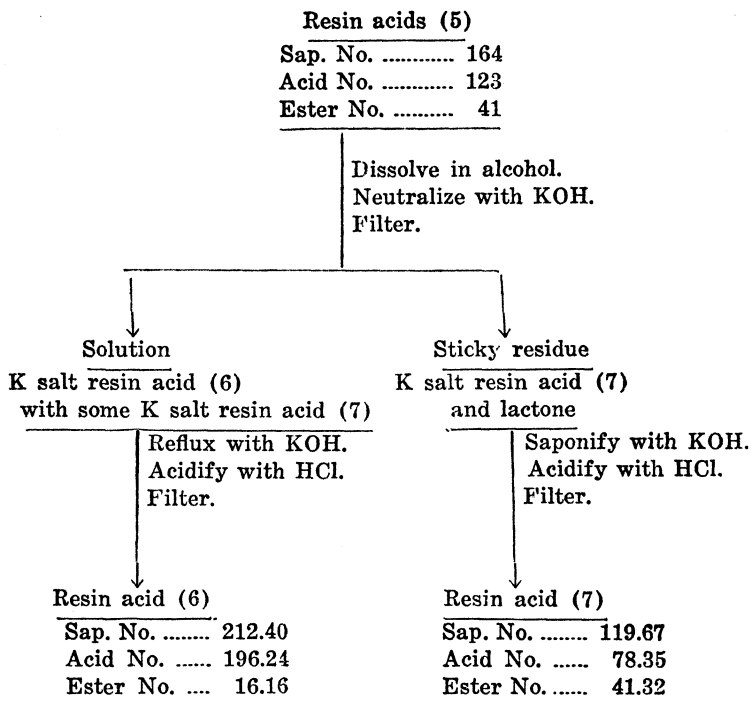 Resin acids (5)
Sap. No. ............ 164
Acid No. ............ 123
Ester No. .......... 41
Dissolve in alcohol.
Neutralize with KOH.
Filter.
Solution
K salt resin acid (6)
with some K salt resin acid (7)
Reflux with KOH.
Acidify with HCl.
Filter.
Resin acid (6)
Sap. No. ........ 212.40
Acid No. ...... 196.24
Ester No. .... 16.16
Sticky residue
K salt resin acid (7)
and lactone
Saponify with KOH.
Acidify with HCl.
Filter.
Resin acid (7)
Sap. No. ........ 119.67
Acid No. ...... 78.35
Ester No. ...... 41.32